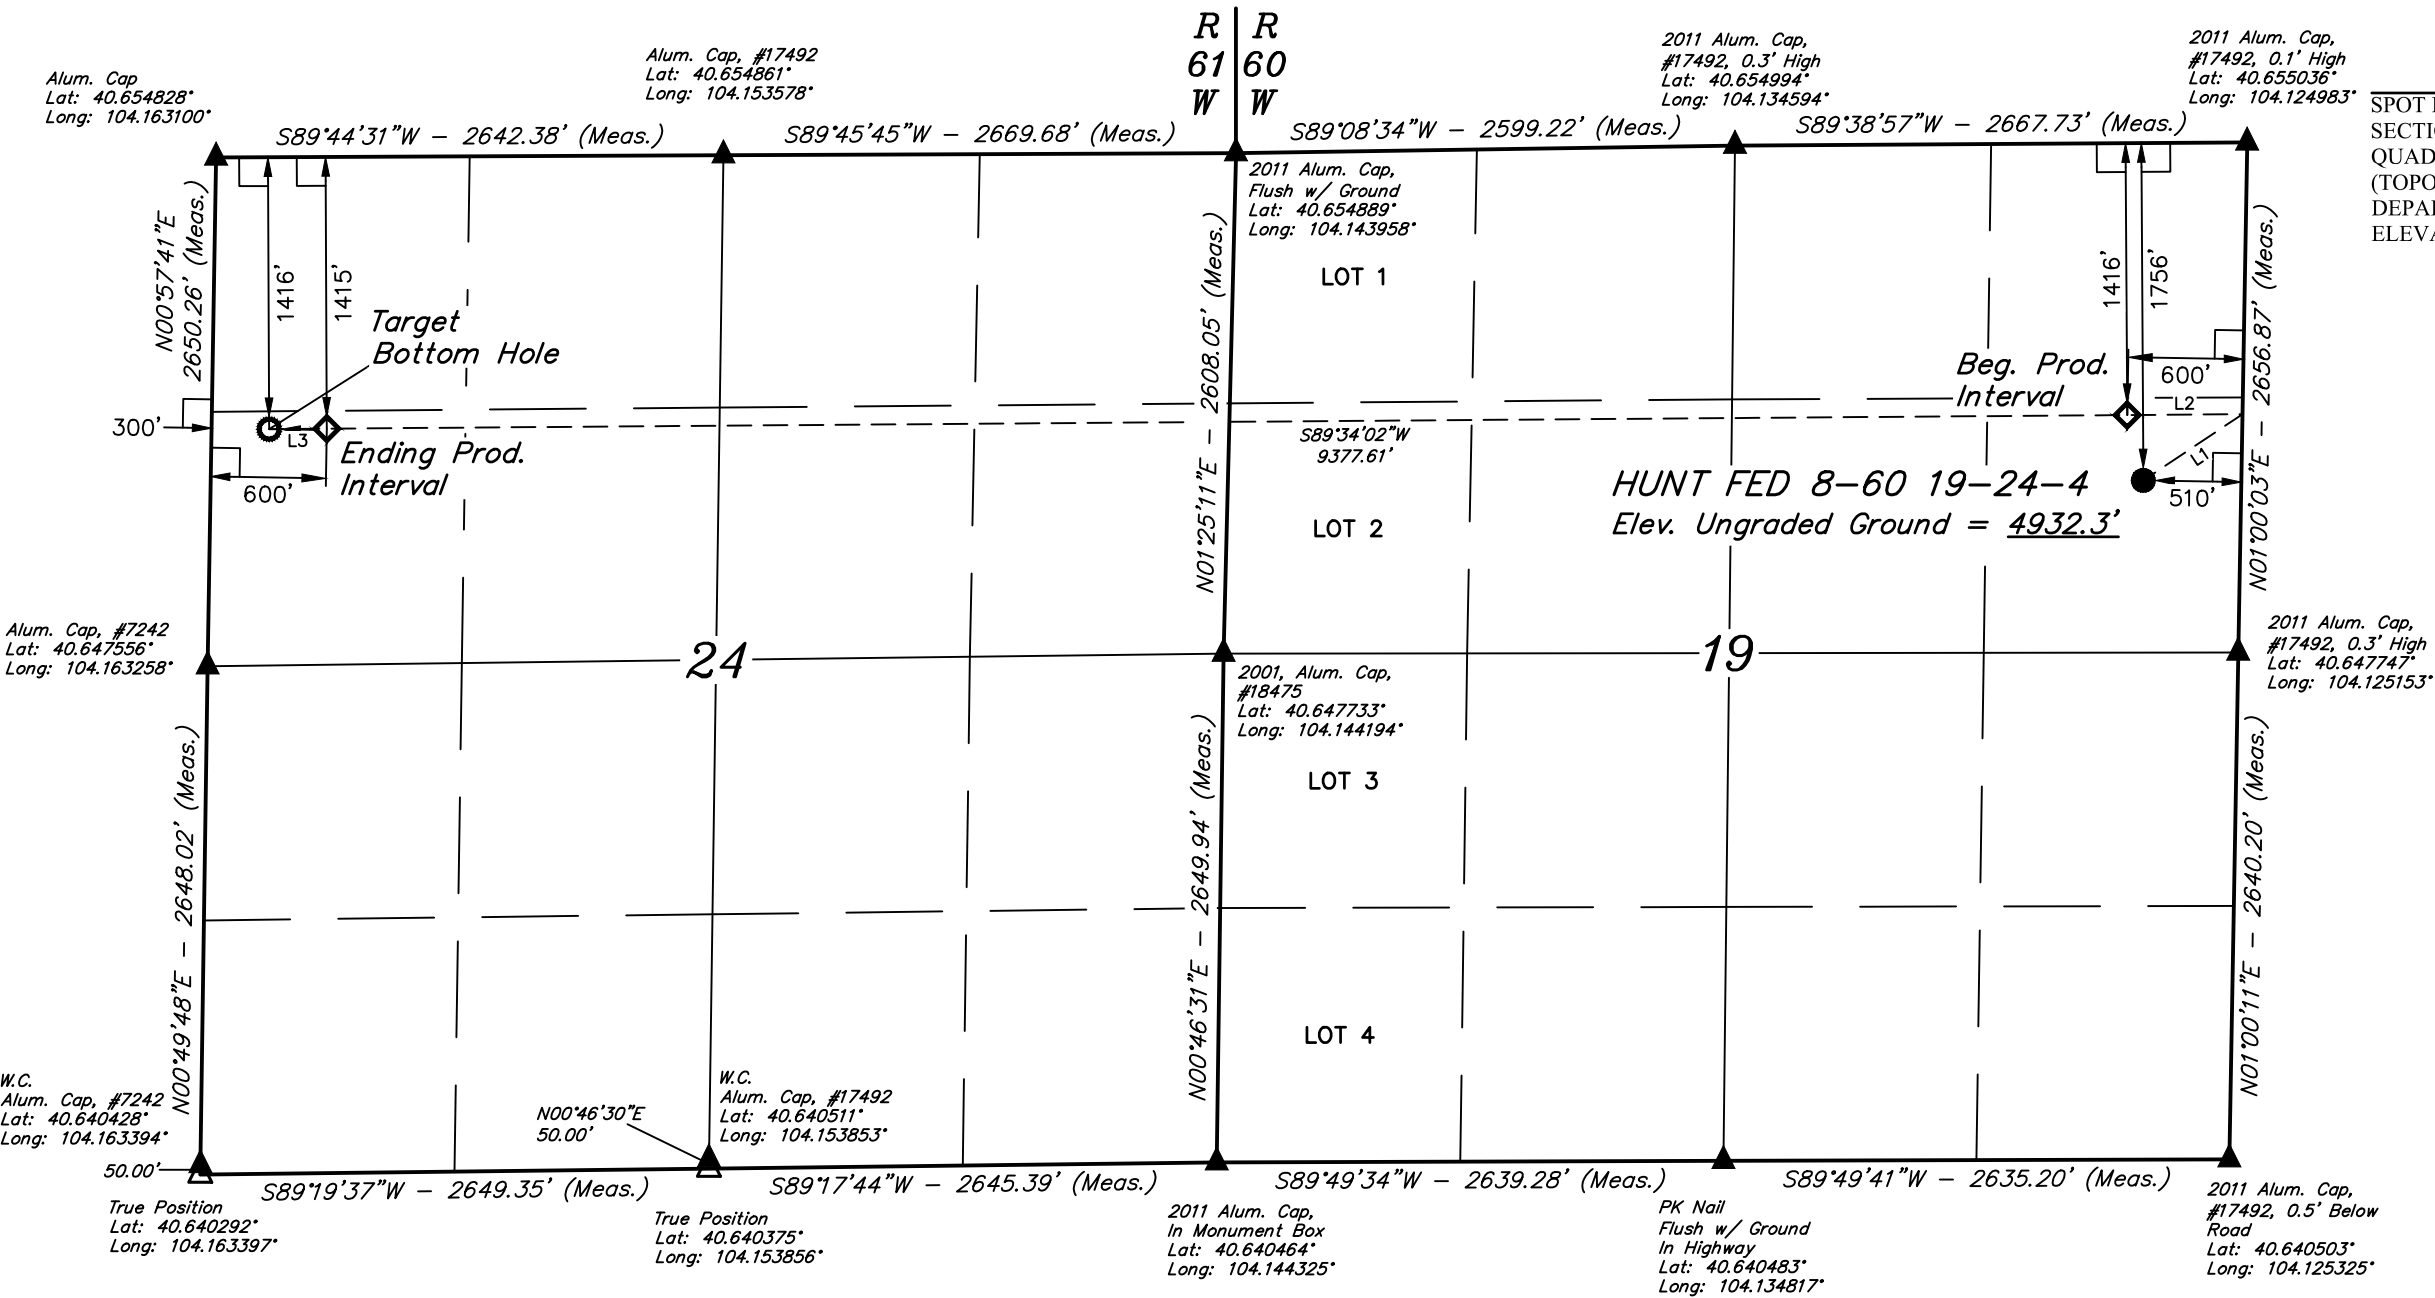 R R
61 60
W W
Alum. Cap
Lat: 40.654828°
Long: 104.163100°
Alum. Cap, #17492
Lat: 40.654861°
Long: 104.153578°
2011 Alum. Cap,
#17492, 0.3' High
Lat: 40.654994°
Long: 104.134594°
2011 Alum. Cap,
#17492, 0.1' High
Lat: 40.655036°
Long: 104.124983°
SPOT
QUAD
S89°44'31"W - 2642.38' (Meas.)
S89°45'45"W - 2669.68' (Meas.)
S89°08'34"W - 2599.22' (Meas.)
S89°38'57"W - 2667.73' (Meas.)
2011 Alum. Cap,
Flush w/ Ground
Lat: 40.654889°
Long: 104.143958°
N00°57'41"E
2650.26' (Meas.)
1416'
1415'
Target
Bottom Hole
N01°25'11"E - 2608.05' (Meas.)
LOT 1
1416'
1756'
N01°00'03"E - 2656.87' (Meas.)
Beg. Prod.
Interval
600'
L2
300'
L3
Ending Prod.
Interval
600'
S89°34'02"W
9377.61'
L1
510'
HUNT FED 8-60 19-24-4
Elev. Ungraded Ground = 4932.3'
LOT 2
Alum. Cap, #7242
Lat: 40.647556°
Long: 104.163258°
24
19
2011 Alum. Cap,
#17492, 0.3' High
Lat: 40.647747°
Long: 104.125153°
2001, Alum. Cap,
#18475
Lat: 40.647733°
Long: 104.144194°
N00°49'48"E - 2648.02' (Meas.)
N00°46'31"E - 2649.94' (Meas.)
LOT 3
N01°00'11"E - 2640.20' (Meas.)
LOT 4
W.C.
Alum. Cap, #7242
Lat: 40.640428°
Long: 104.163394°
N00°46'30"E
50.00'
W.C.
Alum. Cap, #17492
Lat: 40.640511°
Long: 104.153853°
50.00'
S89°19'37"W - 2649.35' (Meas.)
S89°17'44"W - 2645.39' (Meas.)
S89°49'34"W - 2639.28' (Meas.)
S89°49'41"W - 2635.20' (Meas.)
True Position
Lat: 40.640292°
Long: 104.163397°
True Position
Lat: 40.640375°
Long: 104.153856°
2011 Alum. Cap,
In Monument Box
Lat: 40.640464°
Long: 104.144325°
PK Nail
Flush w/ Ground
In Highway
Lat: 40.640483°
Long: 104.134817°
2011 Alum. Cap,
#17492, 0.5' Below
Road
Lat: 40.640503°
Long: 104.125325°